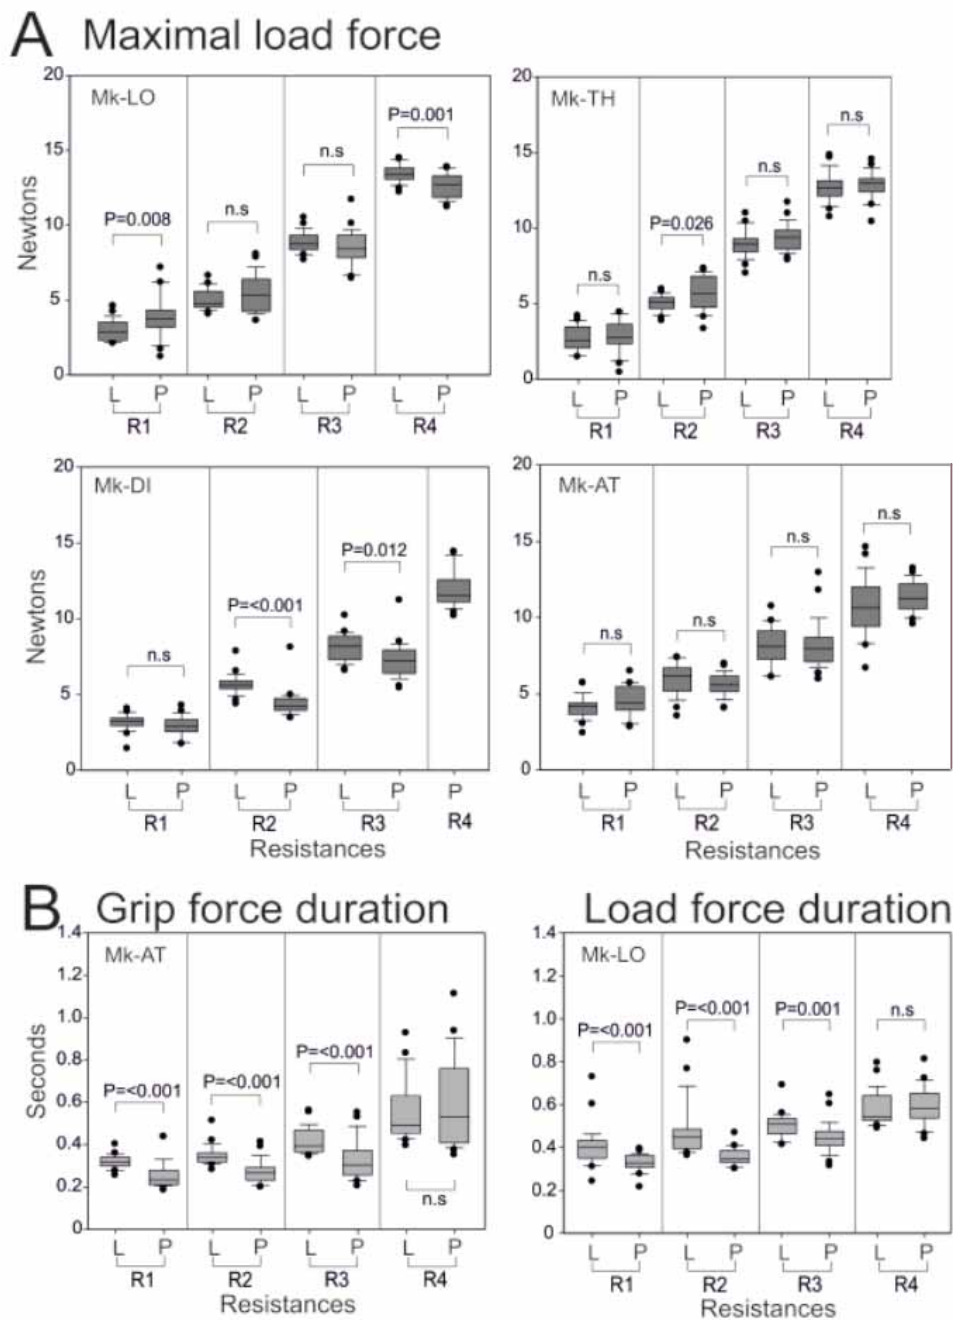 A Maximal load force
Mk-LO
Newtons
20
15
10
5
0
P=0.008
n.s
n.s
P=0.001
L P L P L P L P
R1 R2 R3 R4
Mk-TH
20
15
10
5
0
n.s
P=0.026
n.s
n.s
L P L P L P L P
R1 R2 R3 R4
Mk-DI
Newtons
20
15
10
5
0
n.s
P=<0.001
P=0.012
L P L P L P P
R1 R2 R3 R4
Resistances
Mk-AT
20
15
10
5
0
n.s
n.s
n.s
n.s
L P L P L P L P
R1 R2 R3 R4
Resistances
B Grip force duration
Mk-AT
Seconds
1.4
1.2
1.0
0.8
0.6
0.4
0.2
0
P=<0.001
P=<0.001
P=<0.001
n.s
L P L P L P L P
R1 R2 R3 R4
Resistances
Load force duration
Mk-LO
1.4
1.2
1.0
0.8
0.6
0.4
0.2
0
P=<0.001
P=<0.001
P=0.001
n.s
L P L P L P L P
R1 R2 R3 R4
Resistances